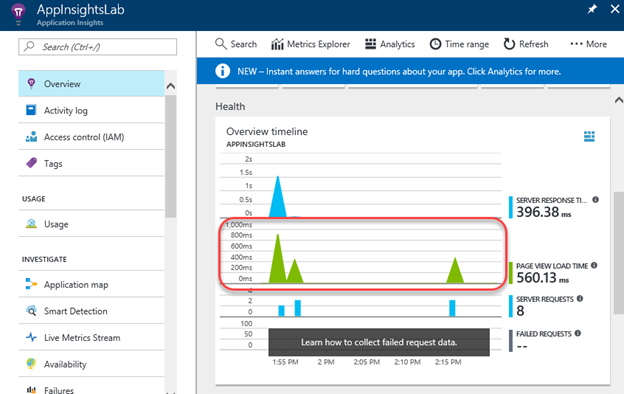 AppInsightsLab
Application Insights
Search (Ctrl+/)
Overview
Activity log
Access control (IAM)
Tags
USAGE
Usage
INVESTIGATE
Application map
Smart Detection
Live Metrics Stream
Availability
Failures
Search
Metrics Explorer
Analytics
Time range
Refresh
••• More
NEW – Instant answers for hard questions about your app. Click Analytics for more.
Health
Overview timeline
APPINSIGHTSLAB
2s
1.5s
1s
0.5s
0s
SERVER RESPONSE TI...
396.38 ms
1,000ms
800ms
600ms
400ms
200ms
0ms
PAGE VIEW LOAD TIME
560.13 ms
4
2
0
SERVER REQUESTS
8
100
50
0
Learn how to collect failed request data.
FAILED REQUESTS
--
1:55 PM 2 PM 2:05 PM 2:10 PM 2:15 PM